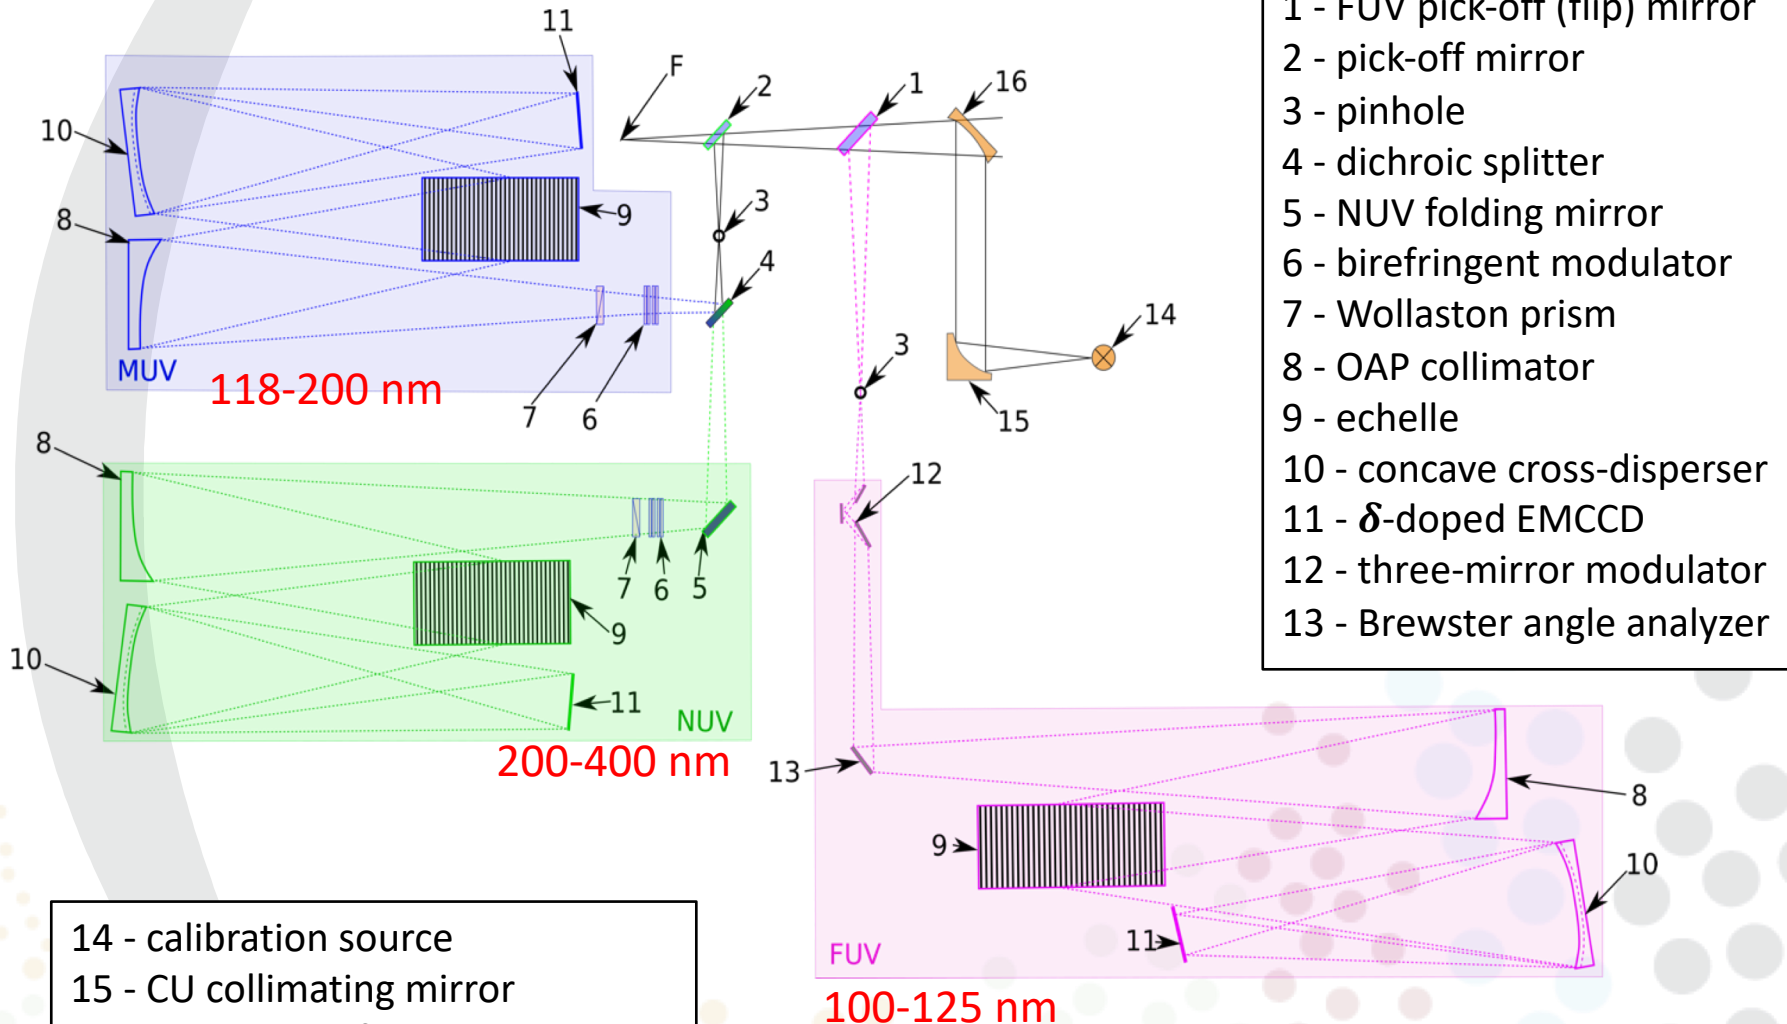 11
F
2
1
16
10
3
8
9
4
14
3
MUV
118-200 nm
7
6
15
8
12
7
6
5
9
10
11
NUV
200-400 nm
13
8
9
10
11
FUV
100-125 nm
1 - FUV pick-off (flip) mirror
2 - pick-off mirror
3 - pinhole
4 - dichroic splitter
5 - NUV folding mirror
6 - birefringent modulator
7 - Wollaston prism
8 - OAP collimator
9 - echelle
10 - concave cross-disperser
11 - δ-doped EMCCD
12 - three-mirror modulator
13 - Brewster angle analyzer
14 - calibration source
15 - CU collimating mirror